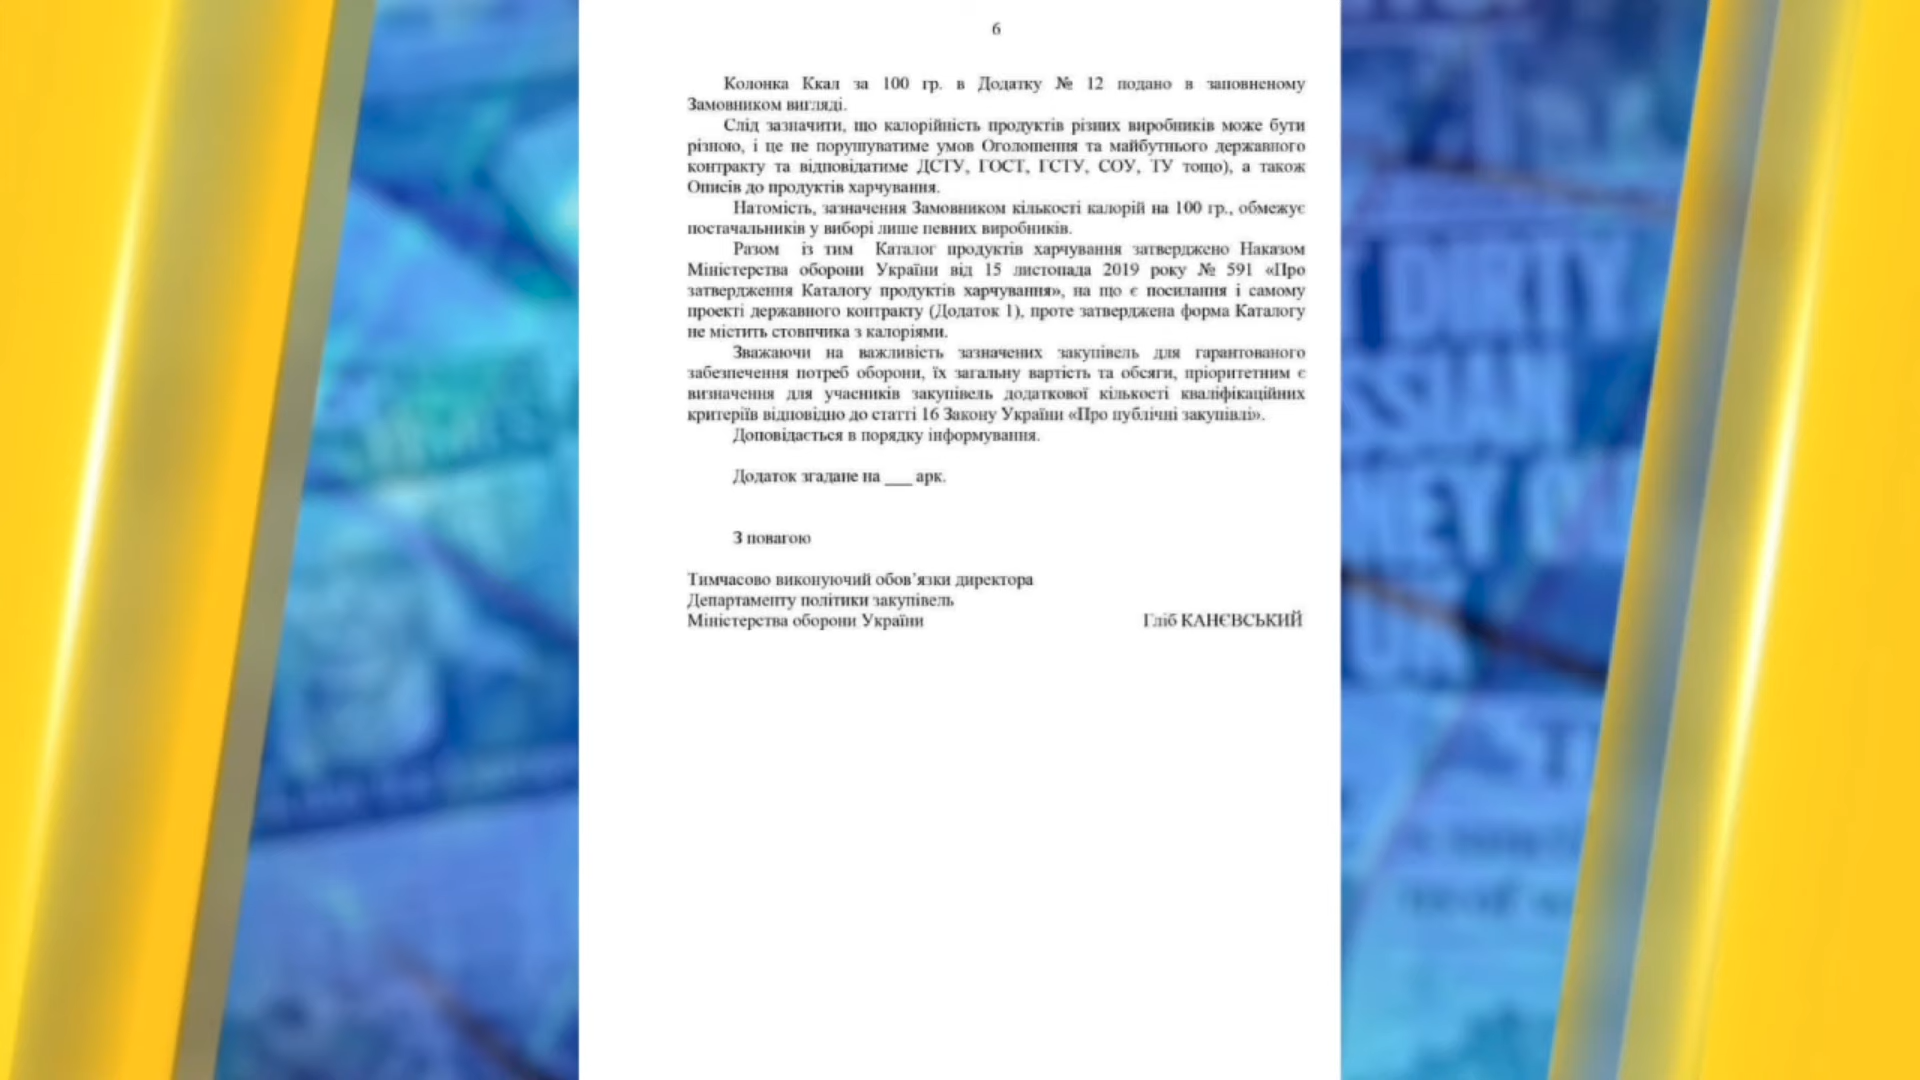 6
Колонка Ккал за 100 гр. в Додатку № 12 подано в заповненому
Замовником вигляді.
Слід зазначити, що калорійність продуктів різних виробників може бути
різною, і це не порушуватиме умов Оголошення та майбутнього державного
контракту та відповідатиме ДСТУ, ГОСТ, ГСТУ, СОУ, ТУ тощо), а також
Описів до продуктів харчування.
Натомість, зазначення Замовником кількості калорій на 100 гр., обмежує
постачальників у виборі лише певних виробників.
Разом із тим Каталог продуктів харчування затверджено Наказом
Міністерства оборони України від 15 листопада 2019 року № 591 «Про
затвердження Каталогу продуктів харчування», на що є посилання і самому
проекті державного контракту (Додаток 1), проте затверджена форма Каталогу
не містить стовпчика з калоріями.
Зважаючи на важливість зазначених закупівель для гарантованого
забезпечення потреб оборони, їх загальну вартість та обсяги, пріоритетним є
визначення для учасників закупівель додаткової кількості кваліфікаційних
критеріїв відповідно до статті 16 Закону України «Про публічні закупівлі».
Доповідається в порядку інформування.
Додаток згадане на ___ арк.
З повагою
Тимчасово виконуючий обов’язки директора
Департаменту політики закупівель
Міністерства оборони України Гліб КАНЄВСЬКИЙ
DIRTY